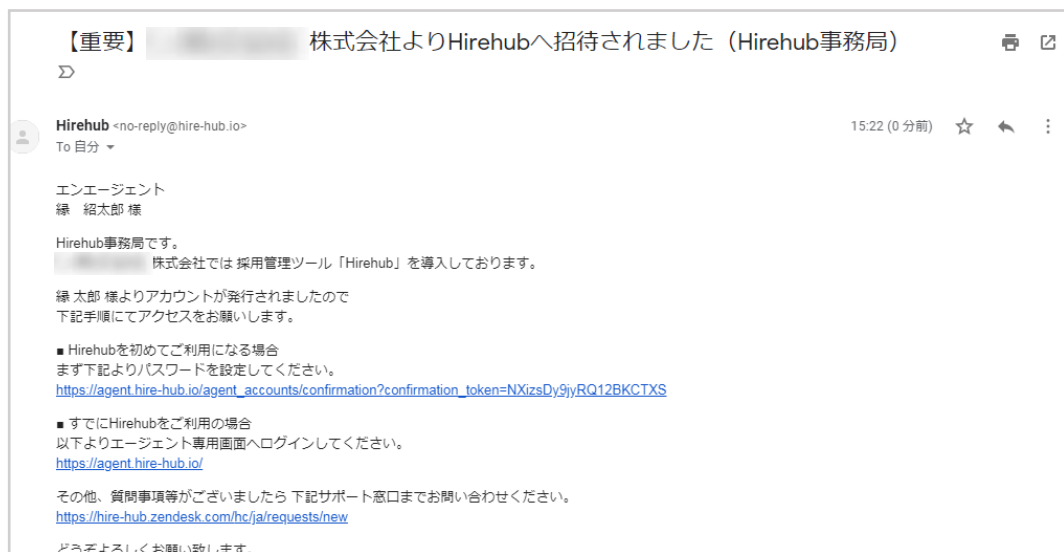 【重要】 株式会社よりHirehubへ招待されました（Hirehub事務局）
Hirehub <no-reply@hire-hub.io>
15:22 (0 分前)
To 自分
エンエージェント
縁　紹太郎 様
Hirehub事務局です。
株式会社では 採用管理ツール「Hirehub」を導入しております。
縁 太郎 様よりアカウントが発行されましたので
下記手順にてアクセスをお願いします。
■ Hirehubを初めてご利用になる場合
まず下記よりパスワードを設定してください。
https://agent.hire-hub.io/agent_accounts/confirmation?confirmation_token=NXizsDy9jyRQ12BKCTXS
■ すでにHirehubをご利用の場合
以下よりエージェント専用画面へログインしてください。
https://agent.hire-hub.io/
その他、質問事項等がございましたら 下記サポート窓口までお問い合わせください。
https://hire-hub.zendesk.com/hc/ja/requests/new
どうぞよろしくお願い致します。